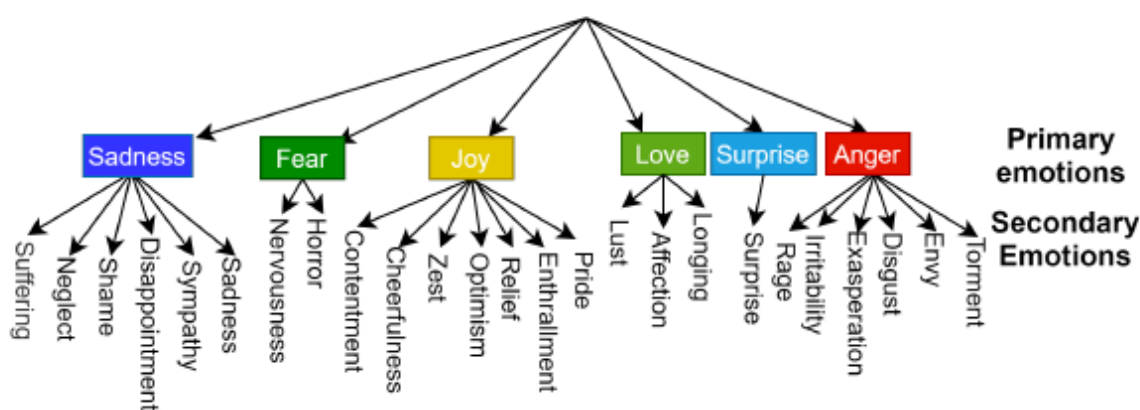 Sadness
Fear
Joy
Love
Surprise
Anger
Primary
emotions
Suffering
Neglect
Shame
Disappointment
Sympathy
Sadness
Nervousness
Horror
Contentment
Cheerfulness
Zest
Optimism
Relief
Enthrallment
Pride
Lust
Affection
Longing
Surprise
Rage
Irritability
Exasperation
Disgust
Envy
Torment
Secondary
Emotions